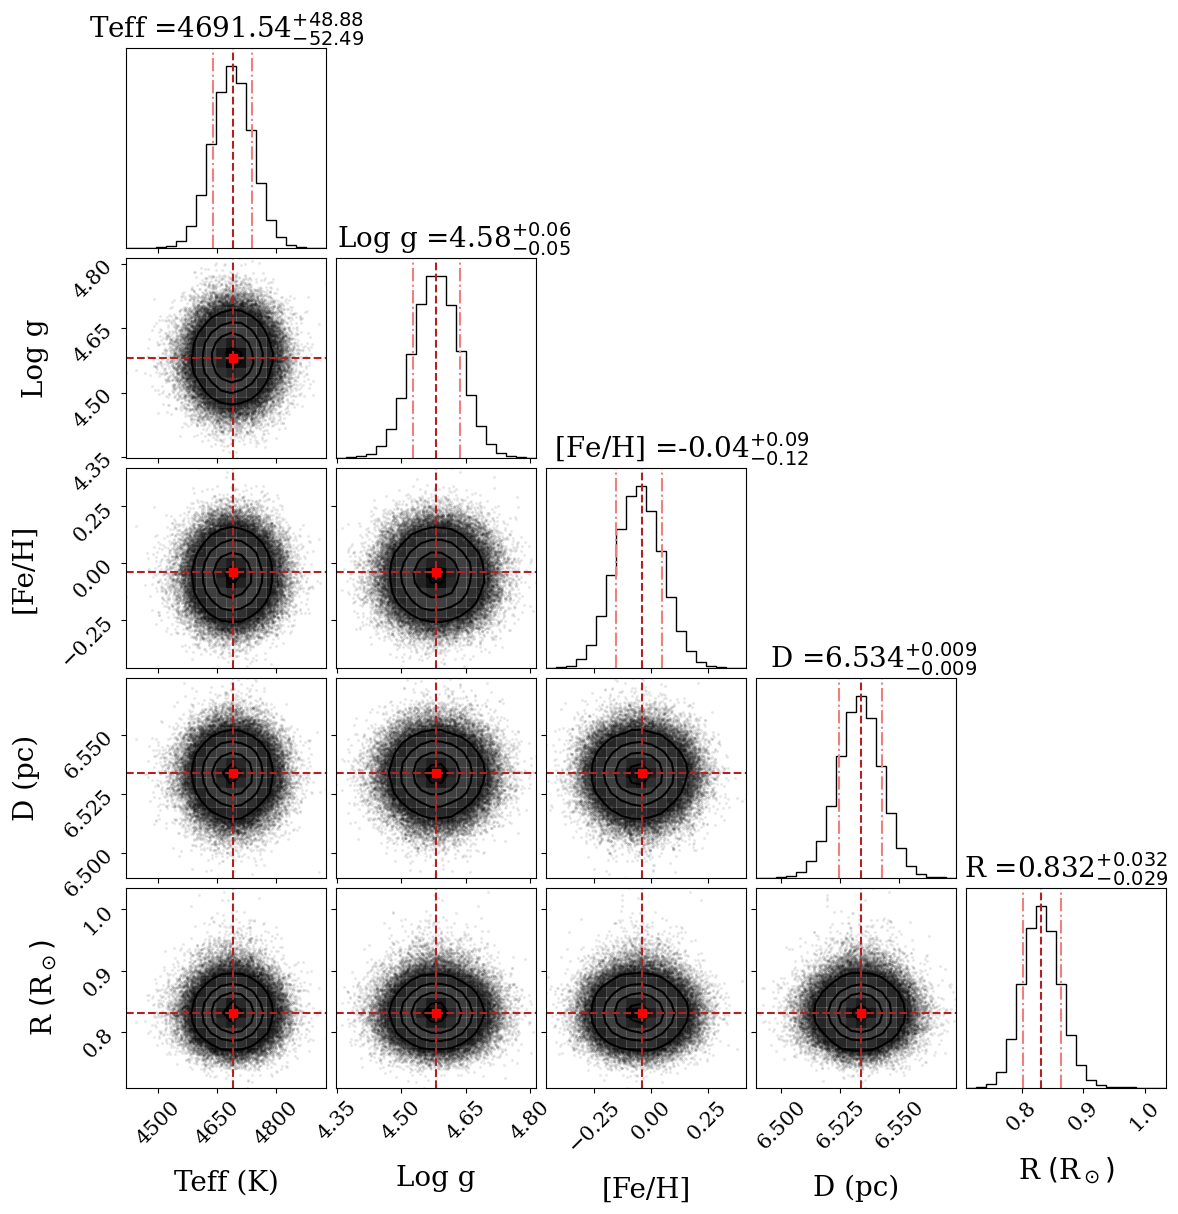 Teff =4691.54+48.88−52.49
Log g =4.58+0.06−0.05
4.80
4.65
4.50
4.35
Log g
[Fe/H] =-0.04+0.09−0.12
0.25
0.00
−0.25
[Fe/H]
D =6.534+0.009−0.009
6.550
6.525
6.500
D (pc)
R =0.832+0.032−0.029
1.0
0.9
0.8
R (R⊙)
4500 4650 4800 4.35 4.50 4.65 4.80 −0.25 0.00 0.25 6.500 6.525 6.550 0.8 0.9 1.0
Teff (K) Log g [Fe/H] D (pc) R (R⊙)